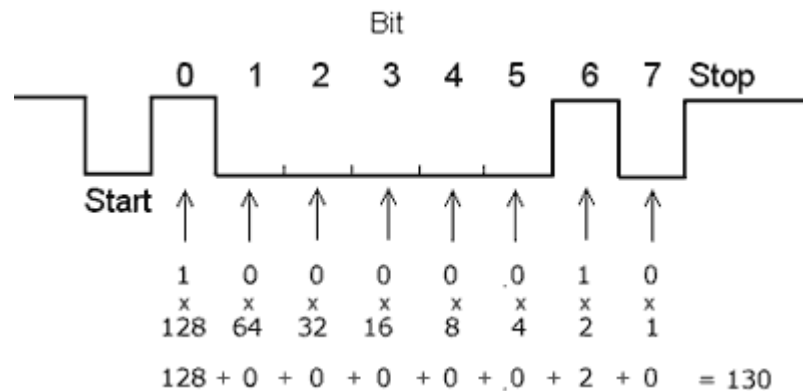 Bit
0 1 2 3 4 5 6 7 Stop
Start
1 0 0 0 0 .0 1 0
x x x x x x x x
128 64 32 16 8 4 2 1
128 + 0 + 0 + 0 + 0 + .0 + 2 + 0 = 130